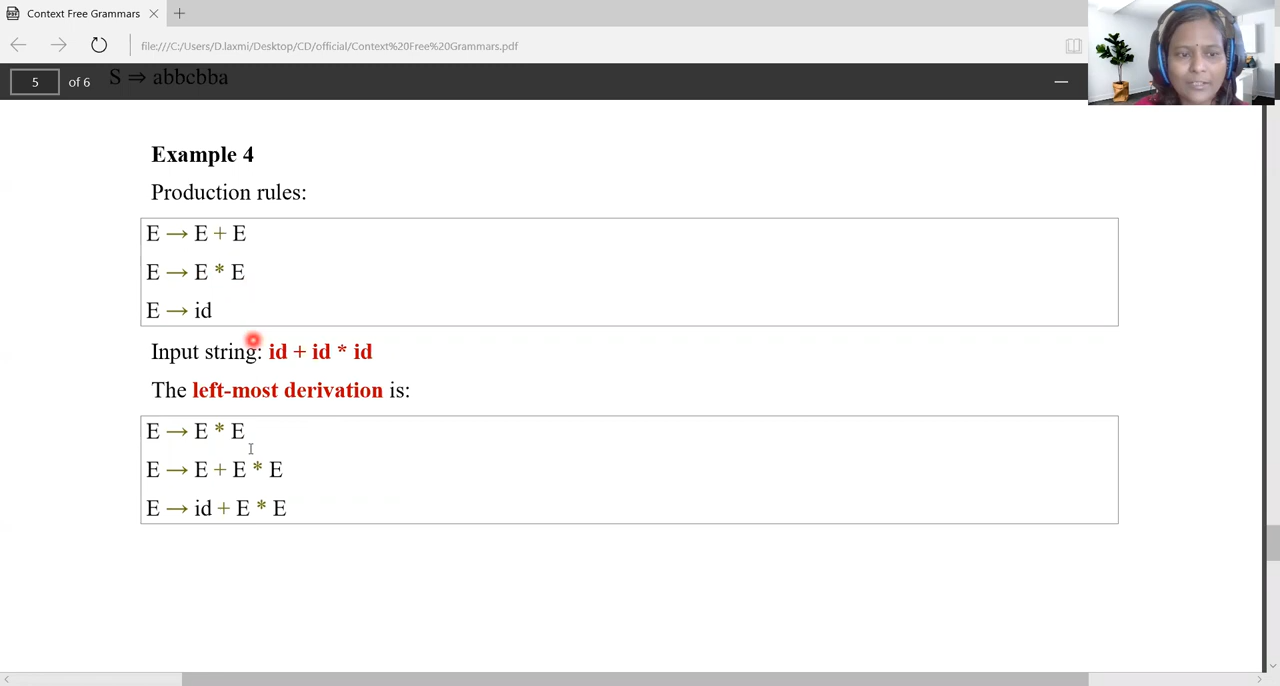 Context Free Grammars
file:///C:/Users/D.laxmi/Desktop/CD/official/Context%20Free%20Grammars.pdf
5 of 6
S ⇒ abbcbba
Example 4
Production rules:
E → E + E
E → E * E
E → id
Input string: id + id * id
The left-most derivation is:
E → E * E
E → E + E * E
E → id + E * E